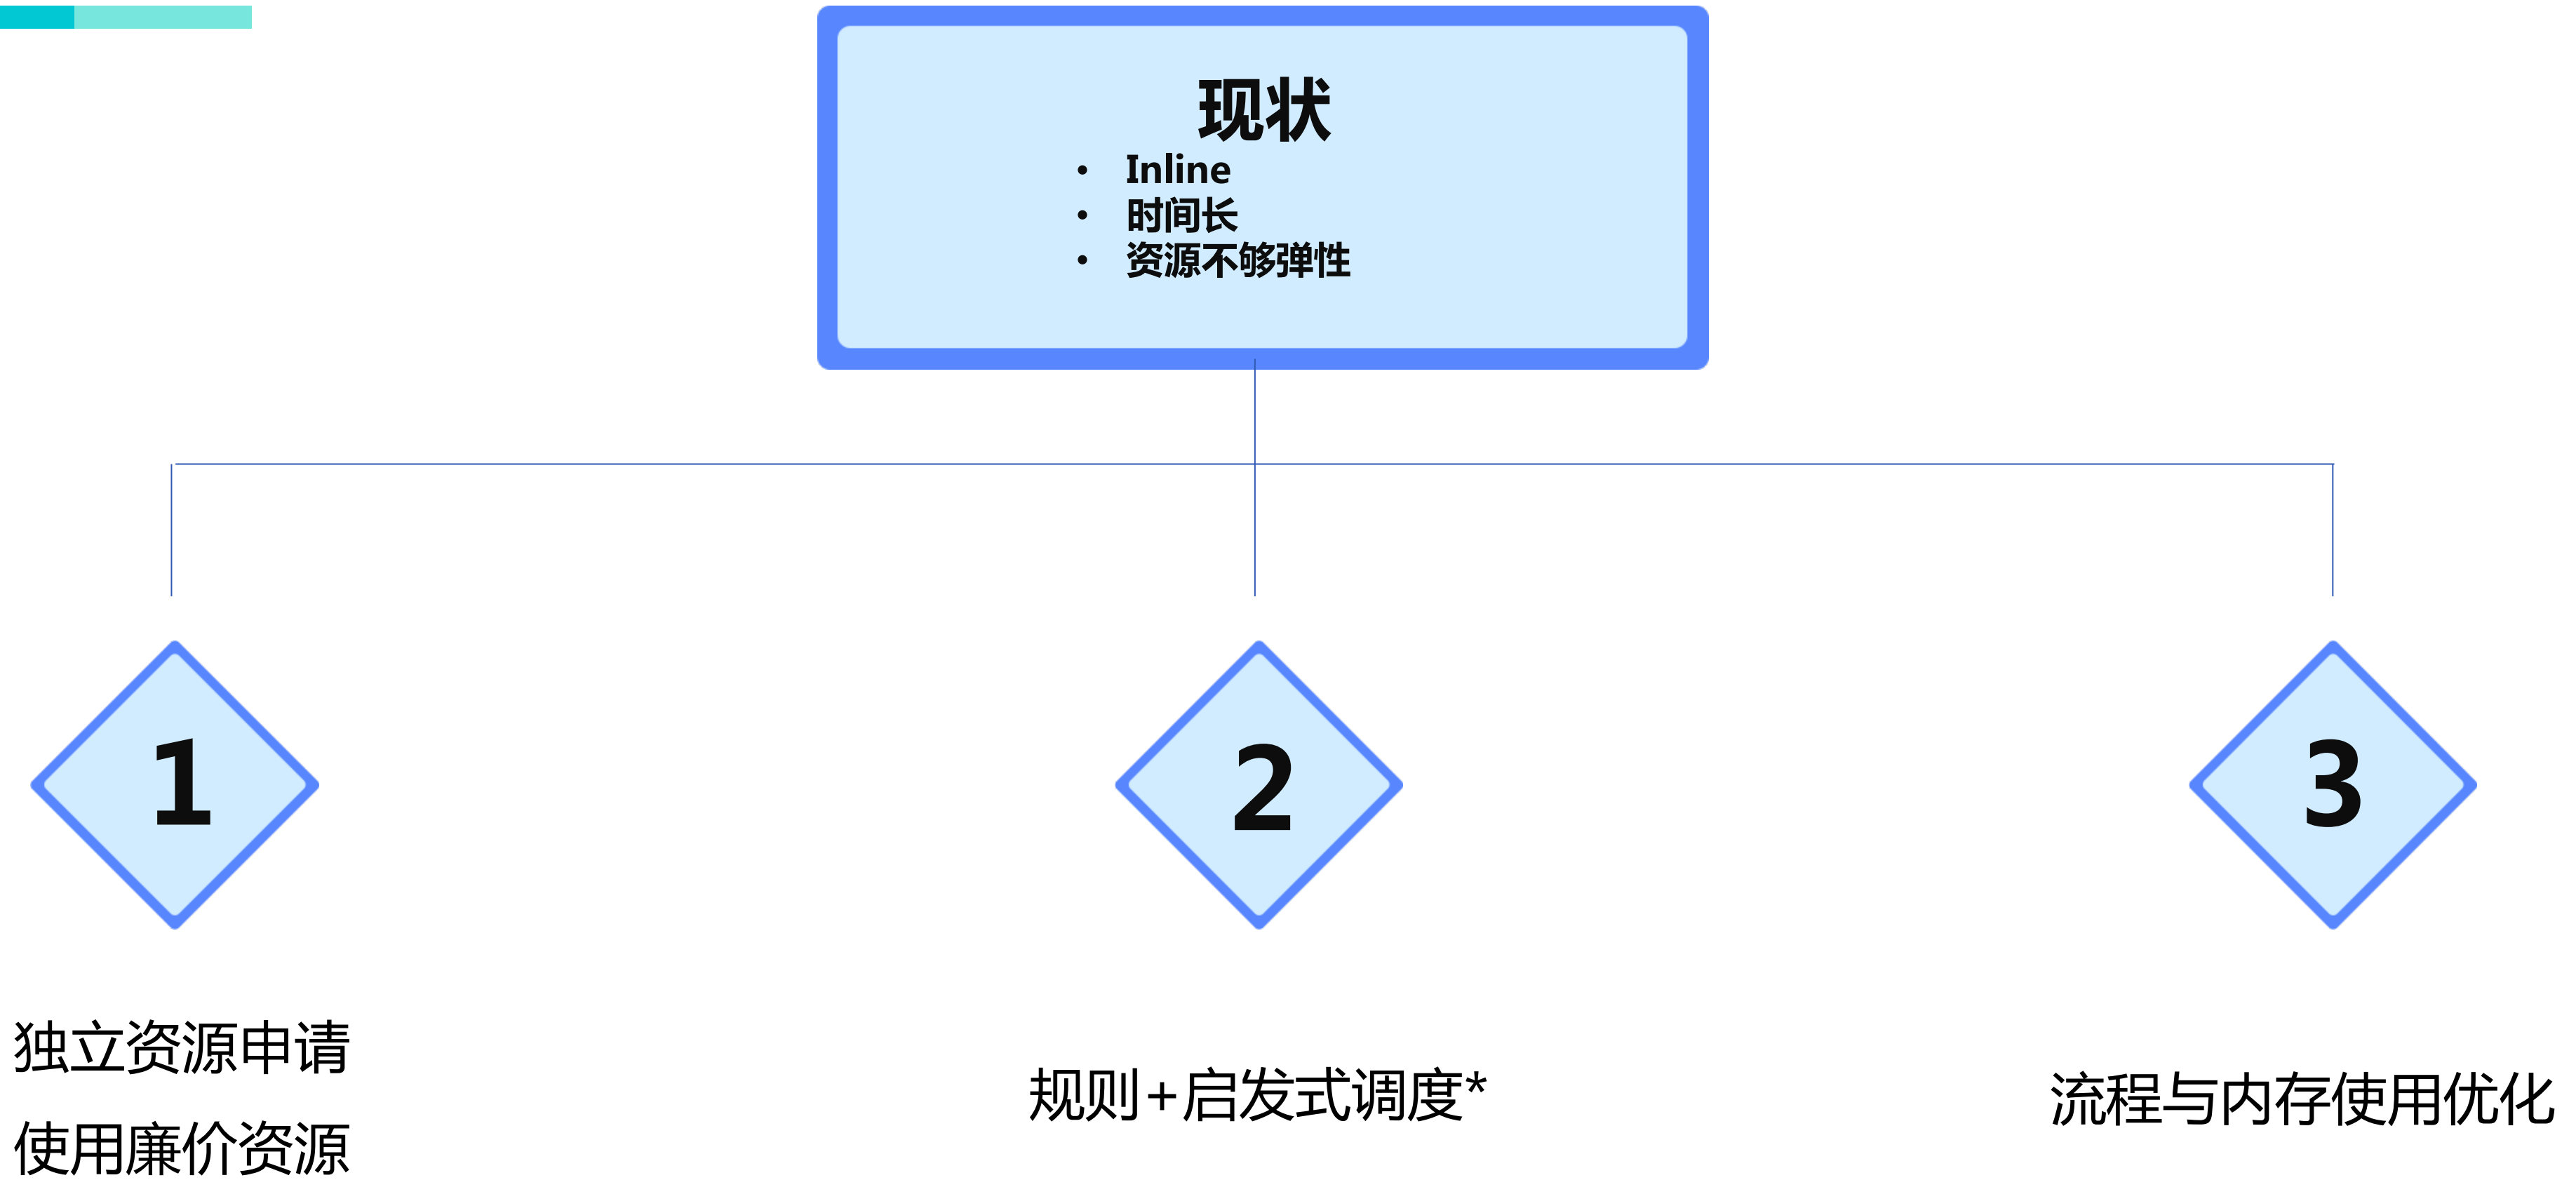 现状
• Inline
• 时间长
• 资源不够弹性
1
2
3
独立资源申请
使用廉价资源
规则+启发式调度*
流程与内存使用优化